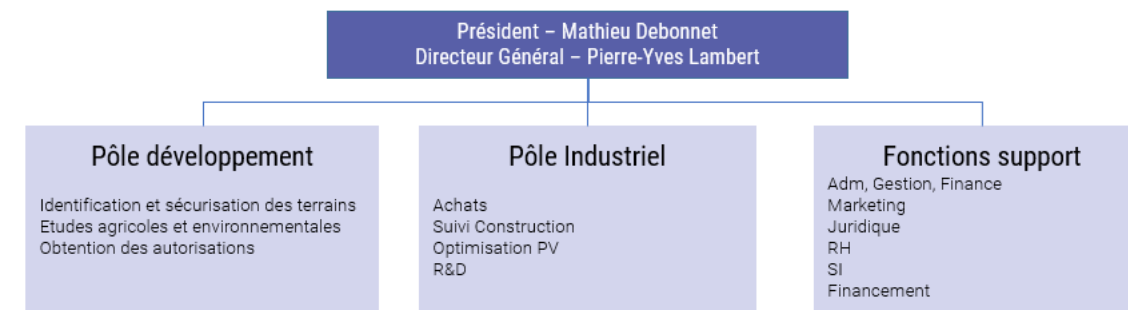 Président – Mathieu Debonnet
Directeur Général – Pierre-Yves Lambert
Pôle développement
Identification et sécurisation des terrains
Etudes agricoles et environnementales
Obtention des autorisations
Pôle Industriel
Achats
Suivi Construction
Optimisation PV
R&D
Fonctions support
Adm, Gestion, Finance
Marketing
Juridique
RH
SI
Financement